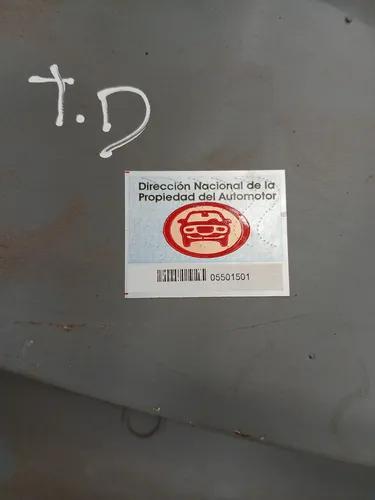 T.D
Dirección Nacional de la
Propiedad del Automotor
05501501